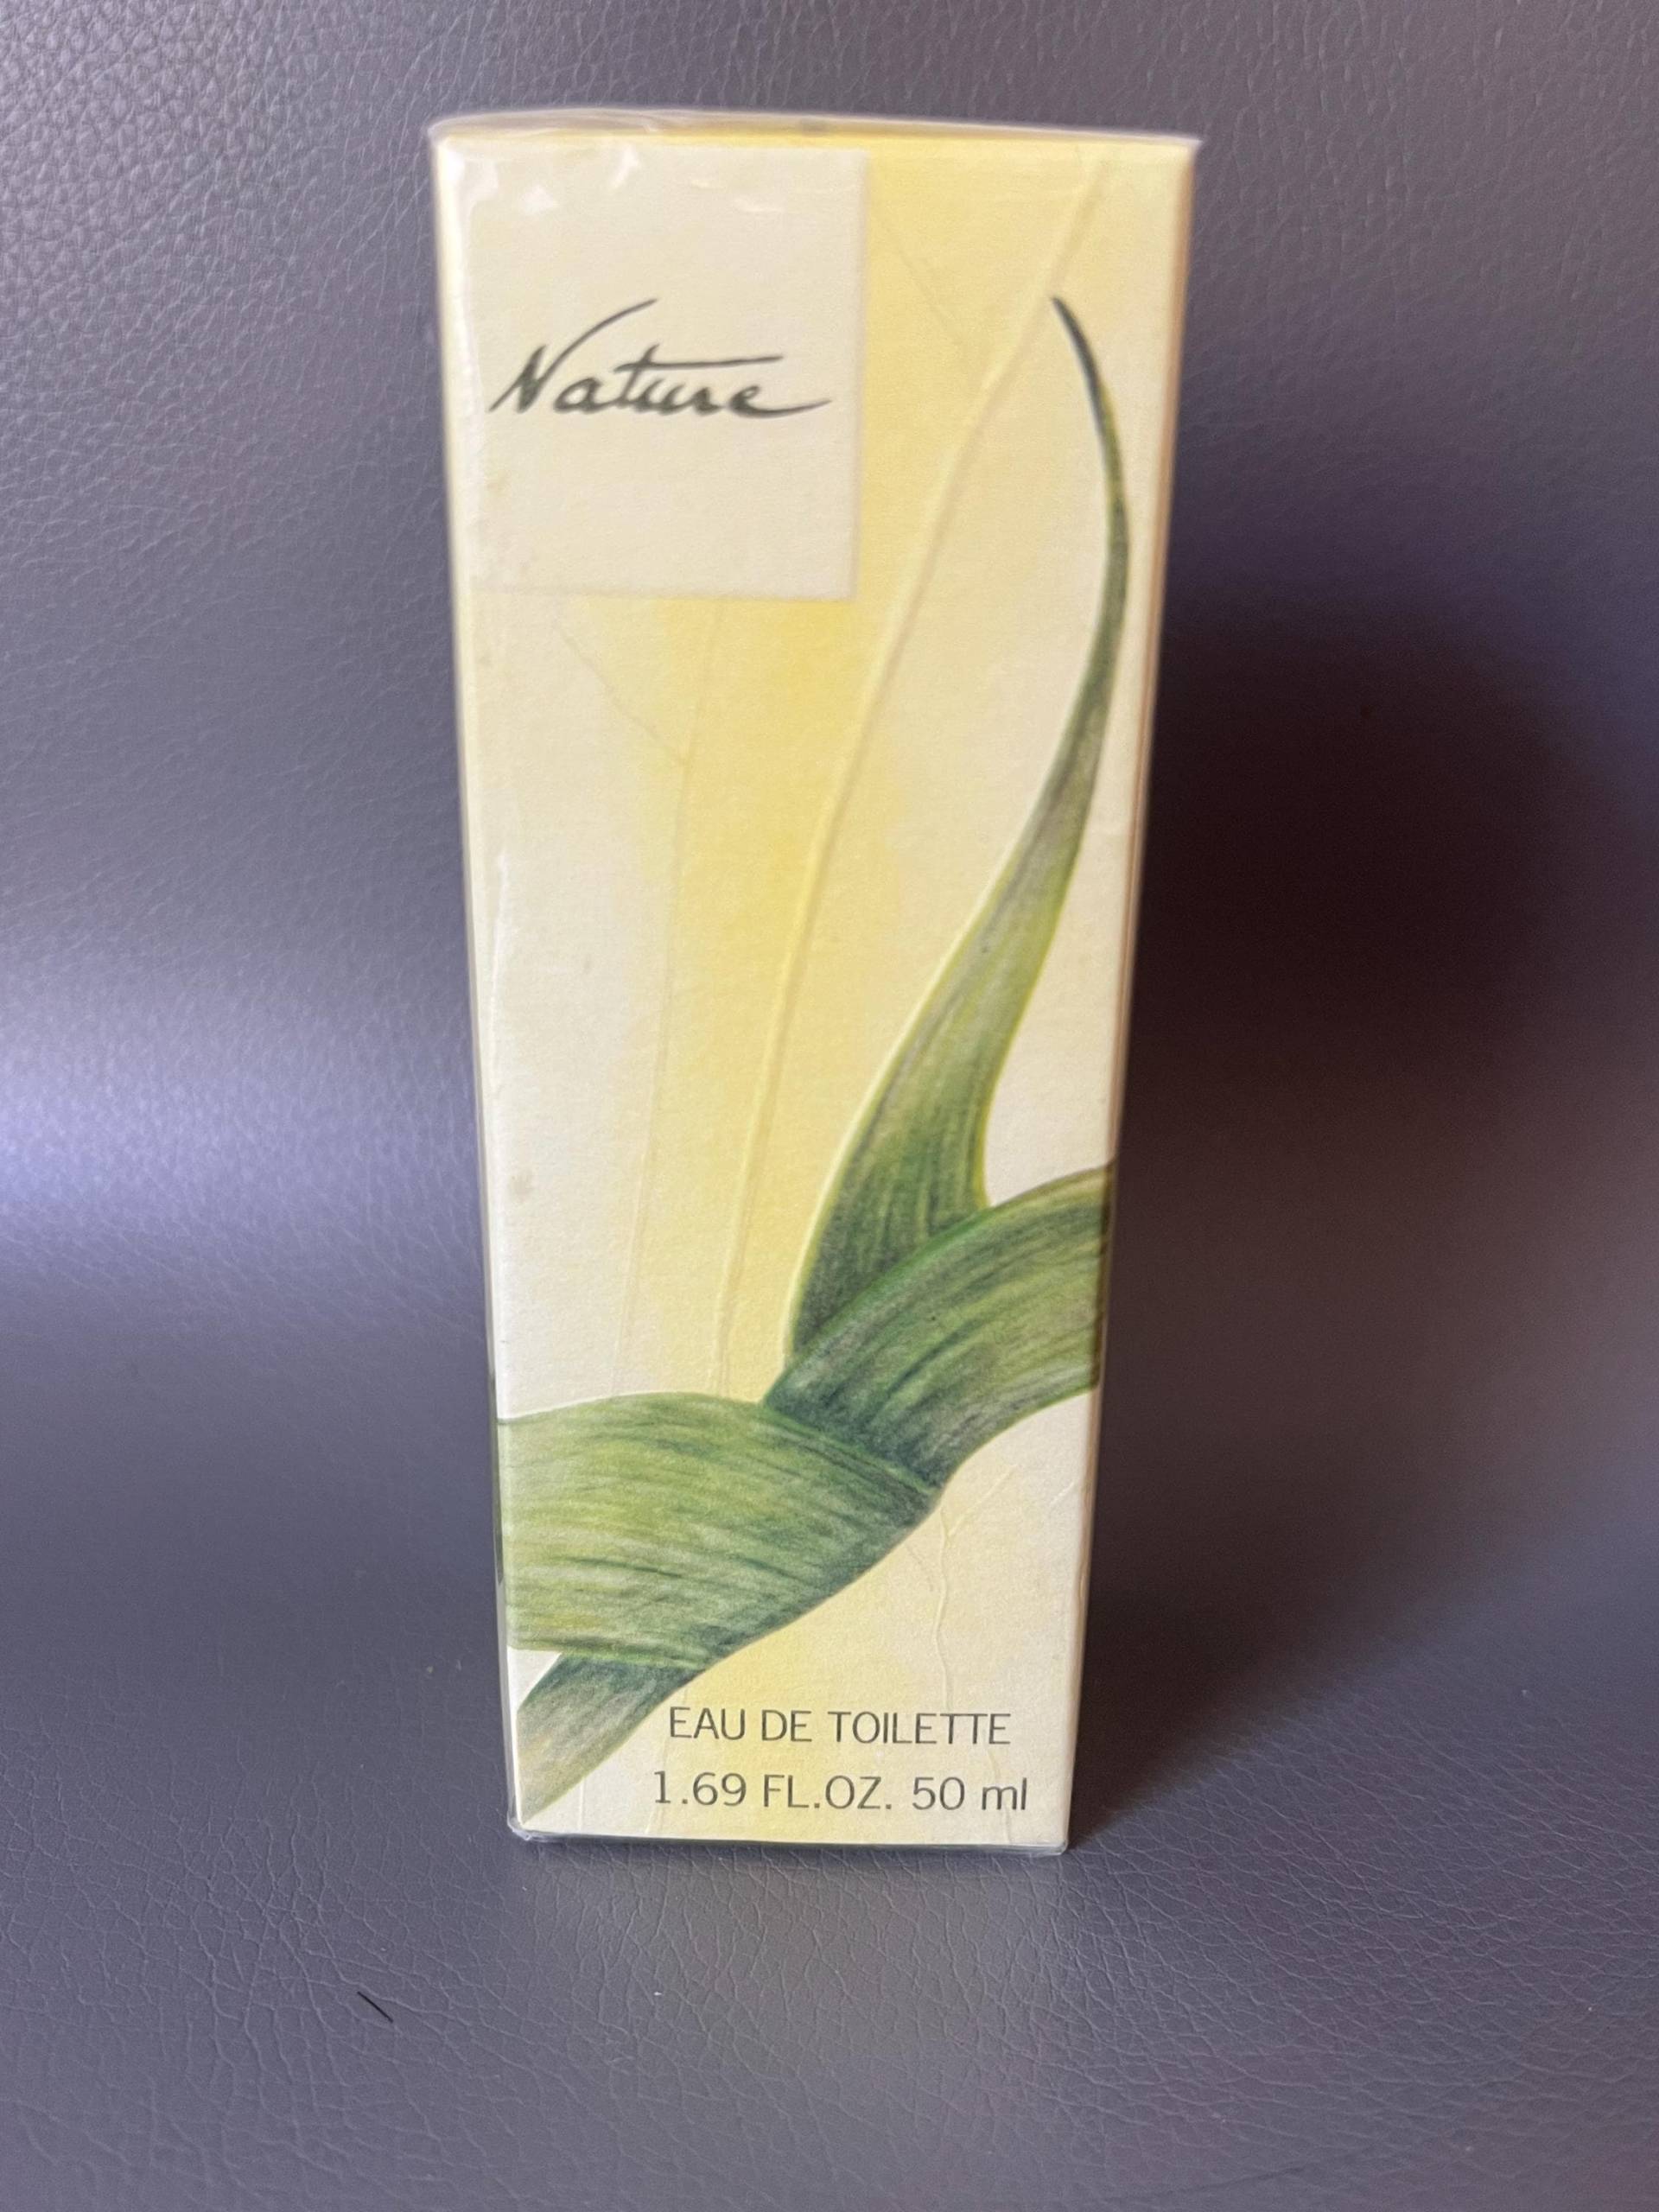 Nature
EAU DE TOILETTE
1.69 FL.OZ. 50 ml